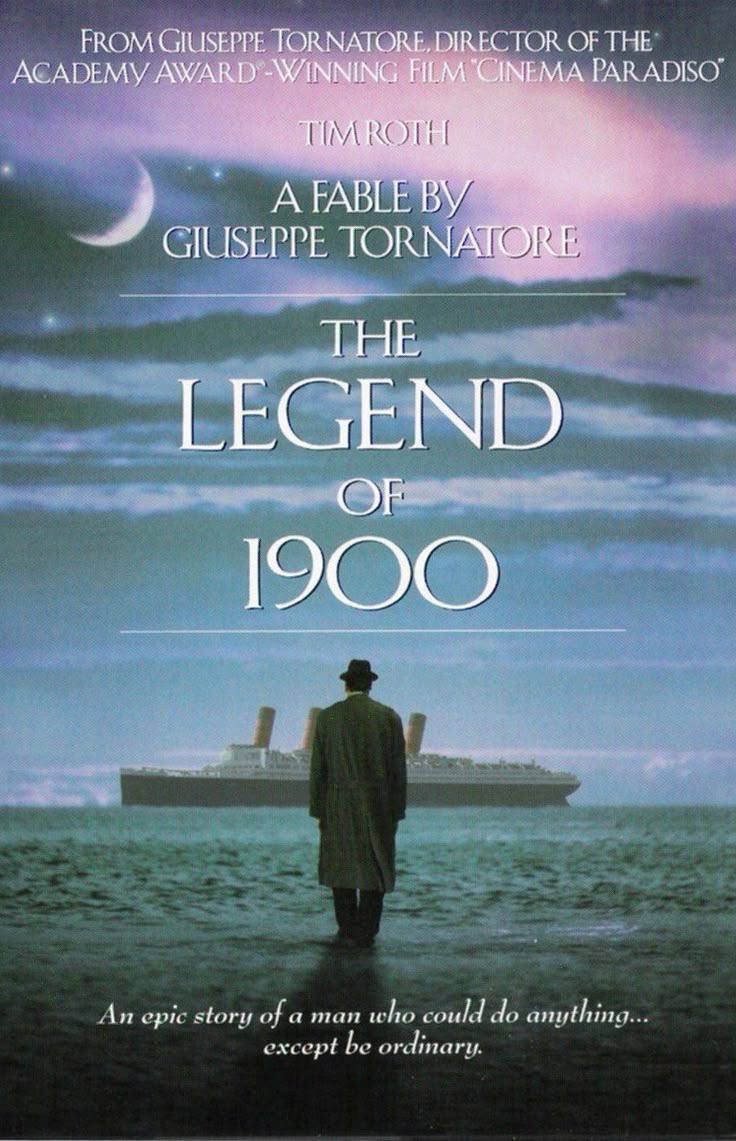 FROM GIUSEPPE TORNATORE, DIRECTOR OF THE
ACADEMY AWARD®-WINNING FILM "CINEMA PARADISO"
TIM ROTH
A FABLE BY
GIUSEPPE TORNATORE
THE
LEGEND
OF
1900
An epic story of a man who could do anything...
except be ordinary.